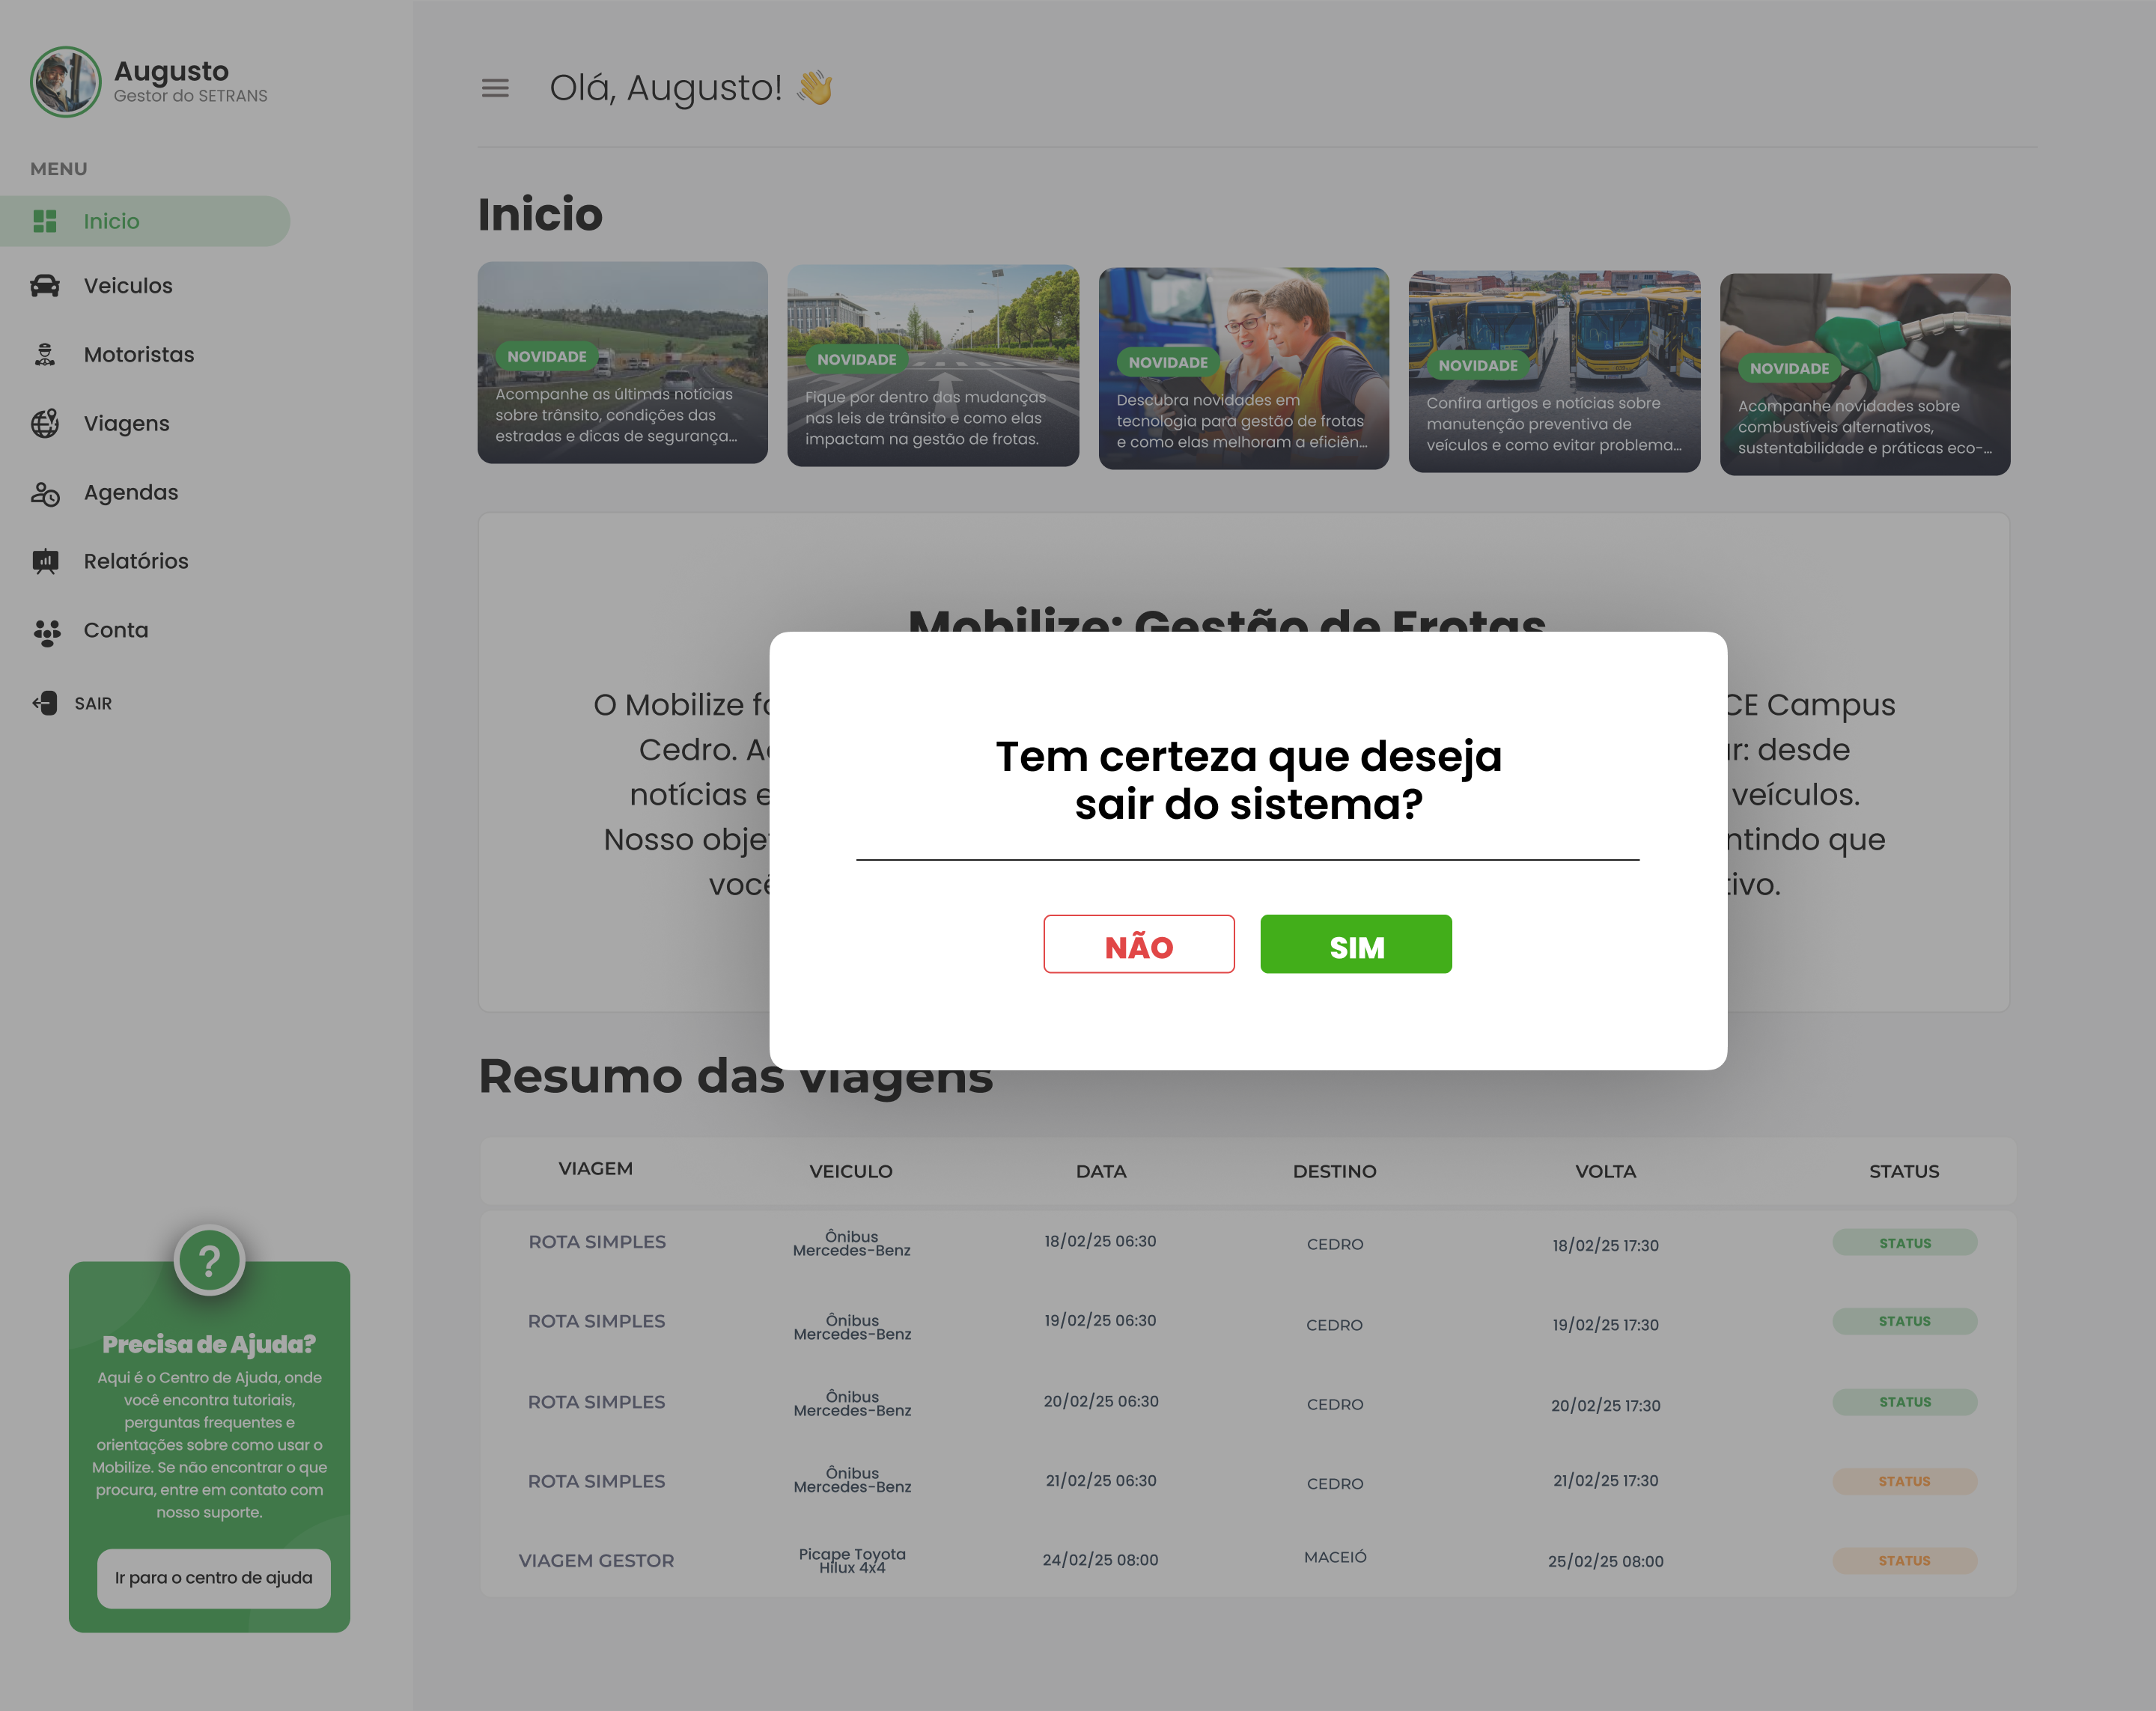 Augusto
Gestor do SETRANS
MENU
Inicio
Veiculos
Motoristas
Viagens
Agendas
Relatórios
Conta
SAIR
?
Precisa de Ajuda?
Aqui é o Centro de Ajuda, onde
você encontra tutoriais,
perguntas frequentes e
orientações sobre como usar o
Mobilize. Se não encontrar o que
procura, entre em contato com
nosso suporte.
Ir para o centro de ajuda
Olá, Augusto! 👋
Inicio
NOVIDADE
Acompanhe as últimas notícias
sobre trânsito, condições das
estradas e dicas de segurança...
NOVIDADE
Fique por dentro das mudanças
nas leis de trânsito e como elas
impactam na gestão de frotas.
NOVIDADE
Descubra novidades em
tecnologia para gestão de frotas
e como elas melhoram a eficiên...
NOVIDADE
Confira artigos e notícias sobre
manutenção preventiva de
veículos e como evitar problema...
NOVIDADE
Acompanhe novidades sobre
combustíveis alternativos,
sustentabilidade e práticas eco-...
Mobilize: Gestão de Frotas
O Mobilize CE Campus
Cedro. desde
notícias e veículos.
Nosso que
você
Tem certeza que deseja
sair do sistema?
NÃO
SIM
Resumo das viagens
VIAGEM VEICULO DATA DESTINO VOLTA STATUS
ROTA SIMPLES Ônibus Mercedes-Benz 18/02/25 06:30 CEDRO 18/02/25 17:30 STATUS
ROTA SIMPLES Ônibus Mercedes-Benz 19/02/25 06:30 CEDRO 19/02/25 17:30 STATUS
ROTA SIMPLES Ônibus Mercedes-Benz 20/02/25 06:30 CEDRO 20/02/25 17:30 STATUS
ROTA SIMPLES Ônibus Mercedes-Benz 21/02/25 06:30 CEDRO 21/02/25 17:30 STATUS
VIAGEM GESTOR Picape Toyota Hilux 4x4 24/02/25 08:00 MACEIÓ 25/02/25 08:00 STATUS